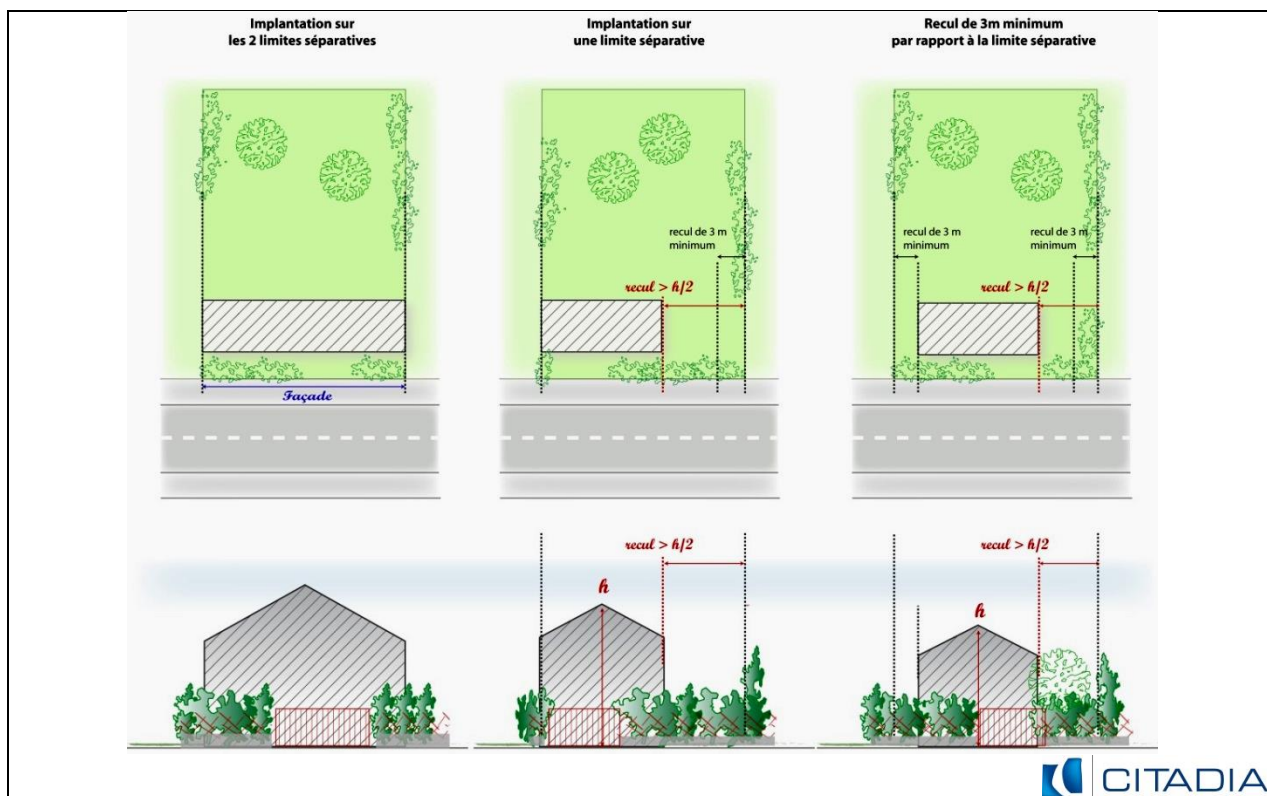 Implantation sur
les 2 limites séparatives
Implantation sur
une limite séparative
Recul de 3m minimum
par rapport à la limite séparative
recul de 3 m
minimum
recul > h/2
recul de 3 m
minimum
recul de 3 m
minimum
recul > h/2
Façade
recul > h/2
h
recul > h/2
h
CITADIA